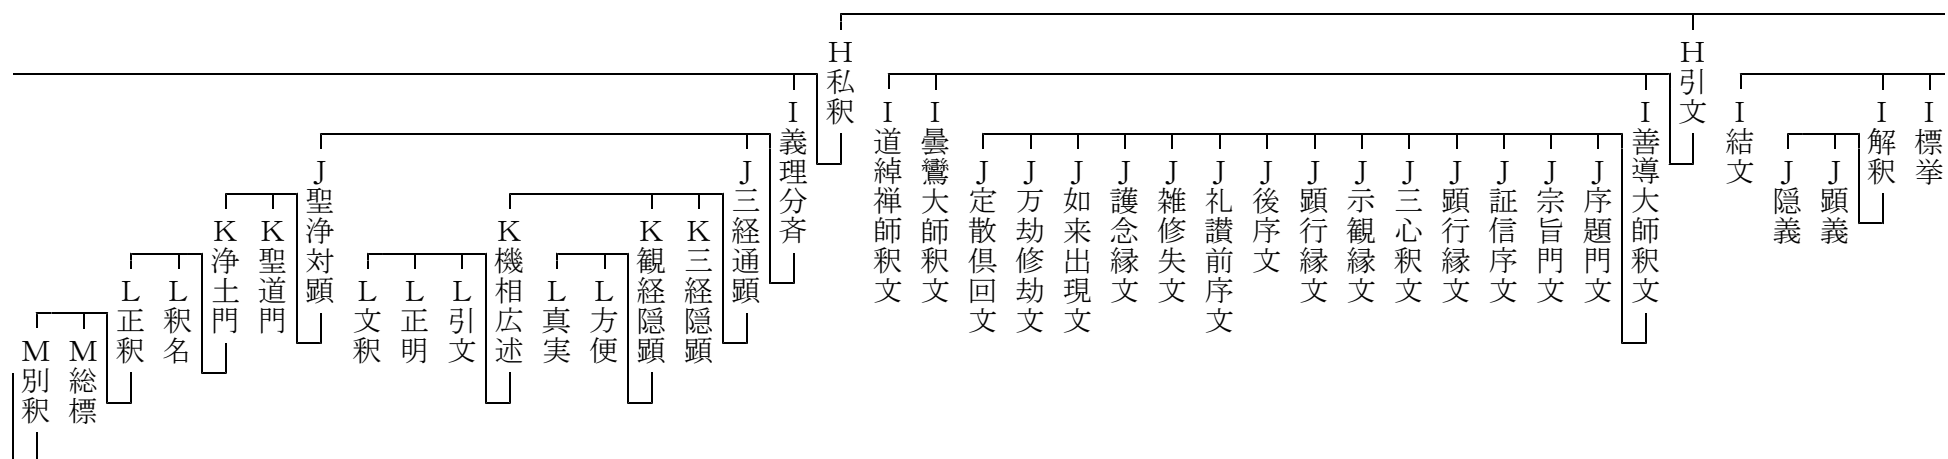 I標挙
I解釈
J顕義
J隠義
I結文
H引文
I善導大師釈文
J序題門文
J宗旨門文
J証信序文
J顕行縁文
J三心釈文
J示観縁文
J顕行縁文
J後序文
J礼讃前序文
J雑修失文
J護念縁文
J如来出現文
J万劫修劫文
J定散倶回文
I曇鸞大師釈文
I道綽禅師釈文
H私釈
I義理分斉
J三経通顕
K三経隠顕
K観経隠顕
L方便
L真実
K機相広述
L引文
L正明
L文釈
J聖浄対顕
K聖道門
K浄土門
L釈名
L正釈
M総標
M別釈